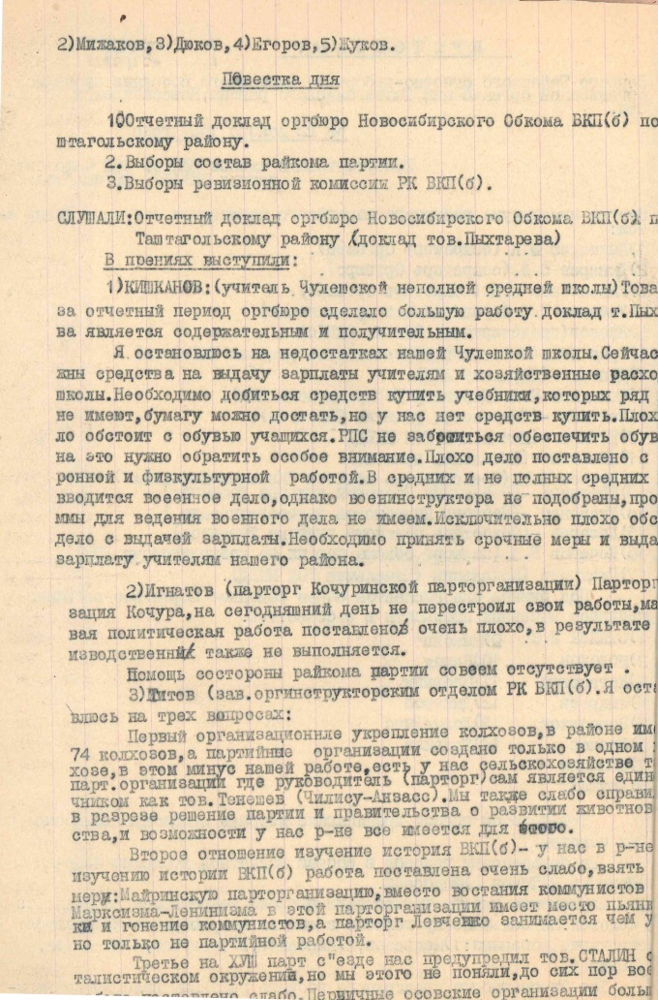 2)Мижаков,3)Дюков,4)Егоров,5)Жуков.
Повестка дня
1)Отчетный доклад оргбюро Новосибирского Обкома ВКП(б) по
штагольскому району.
2.Выборы состав райкома партии.
3.Выборы ревизионной комиссии РК ВКП(б).
СЛУШАЛИ:Отчетный доклад оргбюро Новосибирского Обкома ВКП(б) п
Таштагольскому району (доклад тов.Пыхтарева)
В прениях выступили:
1)КИШКАНОВ:(учитель Чулешской неполной средней школы)Това
за отчетный период оргбюро сделало большую работу доклад т.Пых
ва является содержательным и получительным.
Я остановлюсь на недостатках нашей Чулешкой школы.Сейчас
жны средства на выдачу зарплаты учителям и хозяйственные расхо
школы.Необходимо добиться средств купить учебники,которых ряд
не имеют,бумагу можно достать,но у нас нет средств купить.Плох
ло обстоит с обувью учащихся.РПС не заботиться обеспечить обув
на это нужно обратить особое внимание.Плохо дело поставлено с
ронной и физкультурной работой.В средних и не полных средних
вводится военное дело,однако военинструктора не подобраны,про
ммы для ведения военного дела не имеем.Исключительно плохо обс
дело с выдачей зарплаты.Необходимо принять срочные меры и выда
зарплату учителям нашего района.
2)Игнатов (парторг Кочуринской парторганизации) Парторг
зация Кочура,на сегодняшний день не перестроил свои работы,ма
вая политическая работа поставлено очень плохо,в результате
изводственний также не выполняется.
Помощь состороны райкома партии совсем отсутствует .
3)Титов (зав.оргинструкторским отделом РК ВКП(б).Я оста
влюсь на трех вопросах:
Первый организационнле укрепление колхозов,в районе име
74 колхозов,а партийные организации создано только в одном
хозе,в этом минус нашей работе,есть у нас сельскохозяйстве т
парт.организации где руководитель (парторг)сам является един
чником как тов.Тенешев (Чилису-Анзасс).Мы также слабо справил
в разрезе решение партии и правительства о развитии животнов
ства,и возможности у нас р-не все имеется для этого.
Второе отношение изучение история ВКП(б)- у нас в р-не
изучению истории ВКП(б) работа поставлена очень слабо,взять
меру:Майринскую парторганизацию,вместо востания коммунистов
Марксизма-Ленинизма в этой парторганизации имеет место пьянк
ки и гонение коммунистов,а парторг Левченко занимается чем у
но только не партийной работой.
Третье на ХУШ парт с"езде нас предупредил тов.СТАЛИН о
талистическом окружении,но мы этого не поняли,до сих пор вое
поставлено слабо.Первичные осовские организации больш